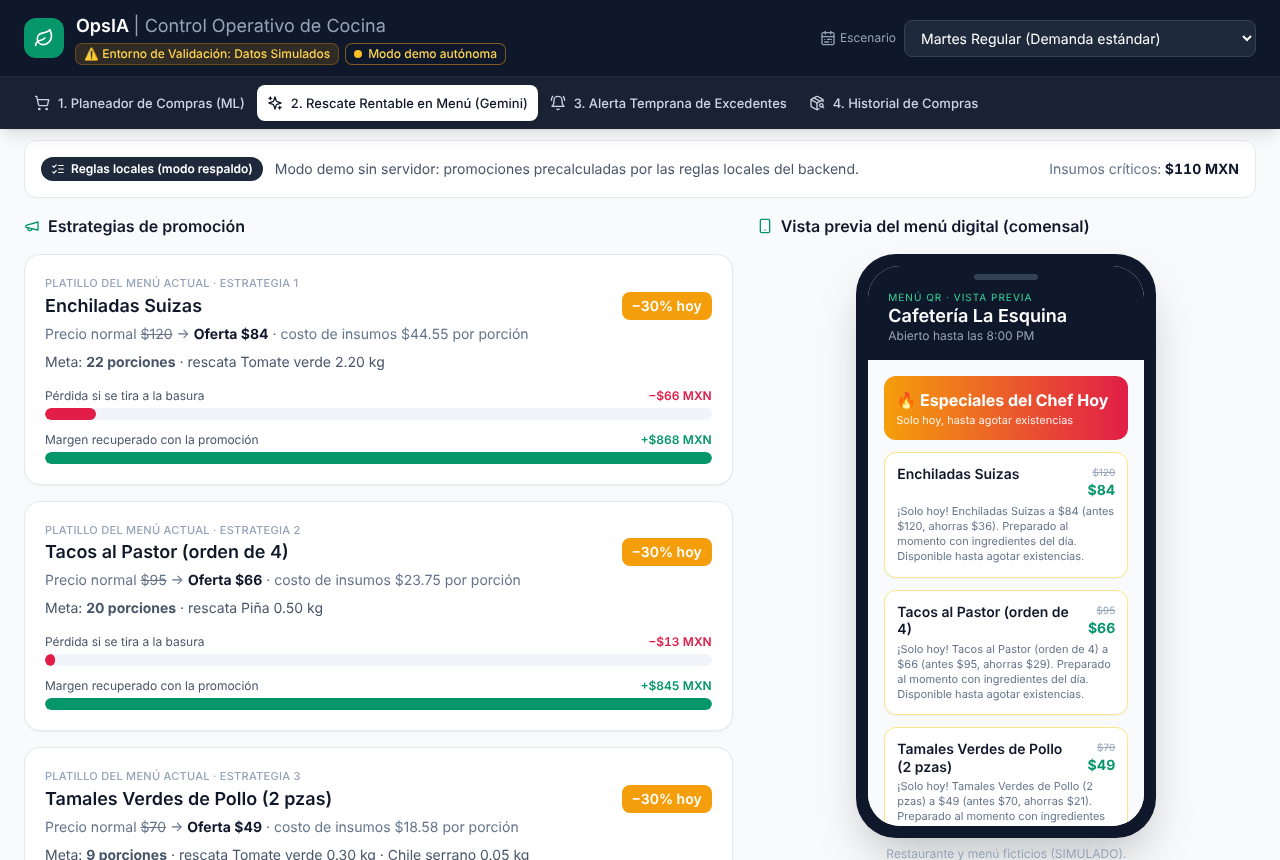 OpsIA | Control Operativo de Cocina
⚠️ Entorno de Validación: Datos Simulados
Modo demo autónoma
Escenario
Martes Regular (Demanda estándar)
1. Planeador de Compras (ML)
2. Rescate Rentable en Menú (Gemini)
3. Alerta Temprana de Excedentes
4. Historial de Compras
Reglas locales (modo respaldo)
Modo demo sin servidor: promociones precalculadas por las reglas locales del backend.
Insumos críticos: $110 MXN
Estrategias de promoción
PLATILLO DEL MENÚ ACTUAL · ESTRATEGIA 1
Enchiladas Suizas
−30% hoy
Precio normal $120 → Oferta $84 · costo de insumos $44.55 por porción
Meta: 22 porciones · rescata Tomate verde 2.20 kg
Pérdida si se tira a la basura
−$66 MXN
Margen recuperado con la promoción
+$868 MXN
PLATILLO DEL MENÚ ACTUAL · ESTRATEGIA 2
Tacos al Pastor (orden de 4)
−30% hoy
Precio normal $95 → Oferta $66 · costo de insumos $23.75 por porción
Meta: 20 porciones · rescata Piña 0.50 kg
Pérdida si se tira a la basura
−$13 MXN
Margen recuperado con la promoción
+$845 MXN
PLATILLO DEL MENÚ ACTUAL · ESTRATEGIA 3
Tamales Verdes de Pollo (2 pzas)
−30% hoy
Precio normal $70 → Oferta $49 · costo de insumos $18.58 por porción
Meta: 9 porciones · rescata Tomate verde 0.30 kg · Chile serrano 0.05 kg
Vista previa del menú digital (comensal)
MENÚ QR · VISTA PREVIA
Cafetería La Esquina
Abierto hasta las 8:00 PM
🔥 Especiales del Chef Hoy
Solo hoy, hasta agotar existencias
Enchiladas Suizas
$120
$84
¡Solo hoy! Enchiladas Suizas a $84 (antes
$120, ahorras $36). Preparado al
momento con ingredientes del día.
Disponible hasta agotar existencias.
Tacos al Pastor (orden de
4)
$95
$66
¡Solo hoy! Tacos al Pastor (orden de 4) a
$66 (antes $95, ahorras $29). Preparado
al momento con ingredientes del día.
Disponible hasta agotar existencias.
Tamales Verdes de Pollo
(2 pzas)
$70
$49
¡Solo hoy! Tamales Verdes de Pollo (2
pzas) a $49 (antes $70, ahorras $21).
Preparado al momento con ingredientes
Restaurante y menú ficticios (SIMULADO).